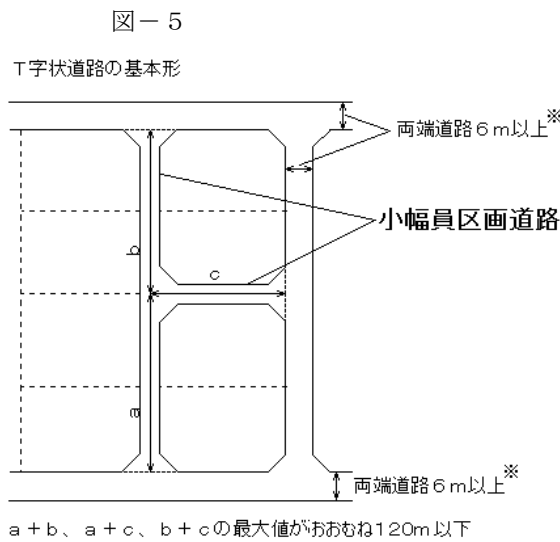 図－５
Ｔ字状道路の基本形
両端道路６ｍ以上※
小幅員区画道路
b
c
a
両端道路６ｍ以上※
ａ＋ｂ、ａ＋ｃ、ｂ＋ｃの最大値がおおむね120ｍ以下